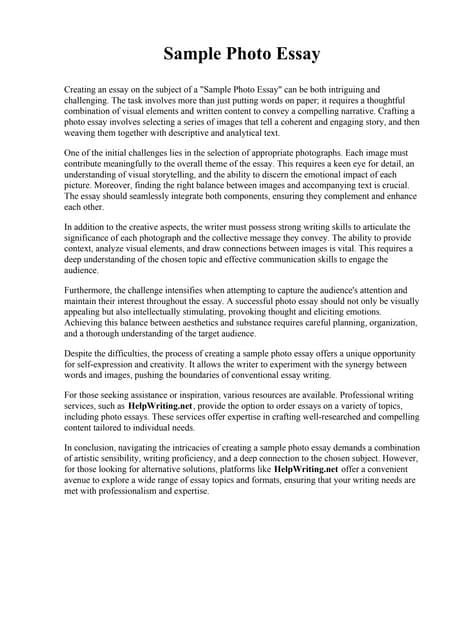 Sample Photo Essay
Creating an essay on the subject of a "Sample Photo Essay" can be both intriguing and
challenging. The task involves more than just putting words on paper; it requires a thoughtful
combination of visual elements and written content to convey a compelling narrative. Crafting a
photo essay involves selecting a series of images that tell a coherent and engaging story, and then
weaving them together with descriptive and analytical text.
One of the initial challenges lies in the selection of appropriate photographs. Each image must
contribute meaningfully to the overall theme of the essay. This requires a keen eye for detail, an
understanding of visual storytelling, and the ability to discern the emotional impact of each
picture. Moreover, finding the right balance between images and accompanying text is crucial.
The essay should seamlessly integrate both components, ensuring they complement and enhance
each other.
In addition to the creative aspects, the writer must possess strong writing skills to articulate the
significance of each photograph and the collective message they convey. The ability to provide
context, analyze visual elements, and draw connections between images is vital. This requires a
deep understanding of the chosen topic and effective communication skills to engage the
audience.
Furthermore, the challenge intensifies when attempting to capture the audience's attention and
maintain their interest throughout the essay. A successful photo essay should not only be visually
appealing but also intellectually stimulating, provoking thought and eliciting emotions.
Achieving this balance between aesthetics and substance requires careful planning, organization,
and a thorough understanding of the target audience.
Despite the difficulties, the process of creating a sample photo essay offers a unique opportunity
for self-expression and creativity. It allows the writer to experiment with the synergy between
words and images, pushing the boundaries of conventional essay writing.
For those seeking assistance or inspiration, various resources are available. Professional writing
services, such as HelpWriting.net, provide the option to order essays on a variety of topics,
including photo essays. These services offer expertise in crafting well-researched and compelling
content tailored to individual needs.
In conclusion, navigating the intricacies of creating a sample photo essay demands a combination
of artistic sensibility, writing proficiency, and a deep connection to the chosen subject. However,
for those looking for alternative solutions, platforms like HelpWriting.net offer a convenient
avenue to explore a wide range of essay topics and formats, ensuring that your writing needs are
met with professionalism and expertise.